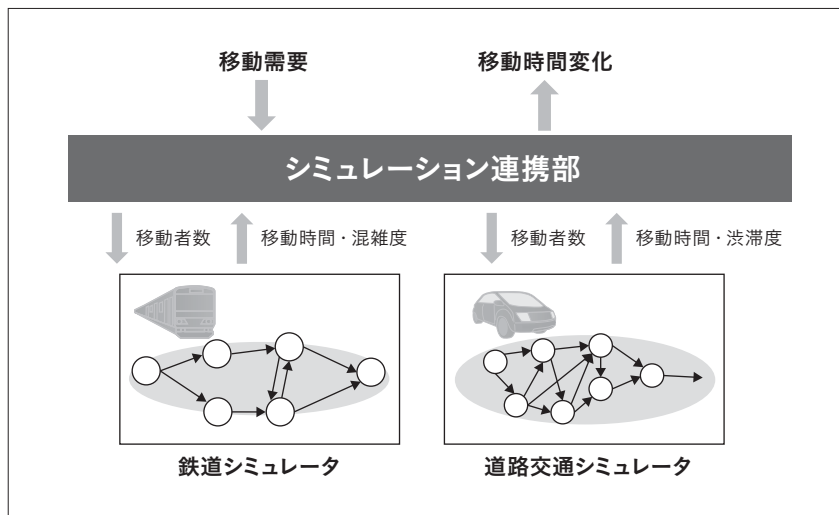 移動需要
移動時間変化
シミュレーション連携部
移動者数
移動時間・混雑度
移動者数
移動時間・渋滞度
鉄道シミュレータ
道路交通シミュレータ